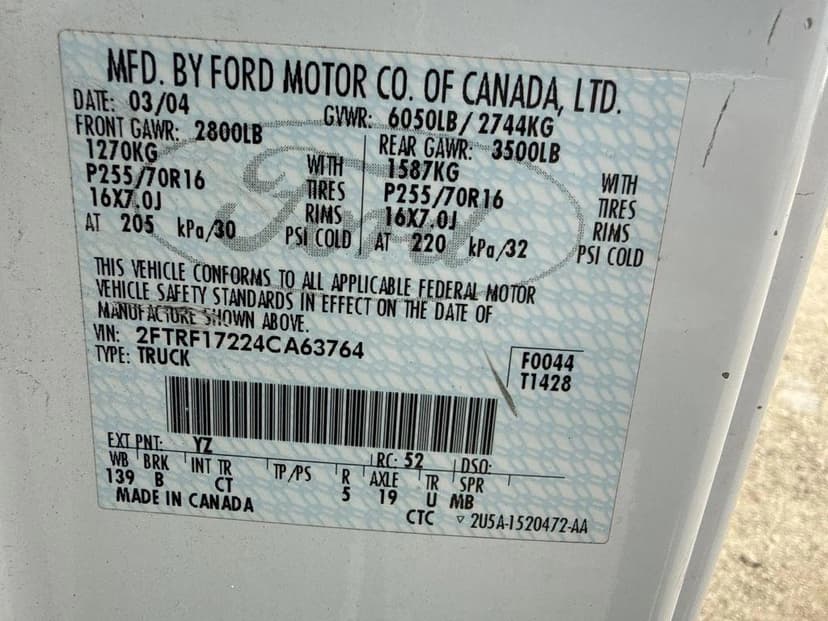 MFD. BY FORD MOTOR CO. OF CANADA, LTD.
DATE: 03/04 GVWR: 6050LB/2744KG
FRONT GAWR: 2800LB REAR GAWR: 3500LB
1270KG WITH 1587KG WITH
P255/70R16 TIRES P255/70R16 TIRES
16X7.0J RIMS 16X7.0J RIMS
AT 205 kPa/30 PSI COLD AT 220 kPa/32 PSI COLD
Ford
THIS VEHICLE CONFORMS TO ALL APPLICABLE FEDERAL MOTOR
VEHICLE SAFETY STANDARDS IN EFFECT ON THE DATE OF
MANUFACTURE SHOWN ABOVE.
VIN: 2FTRF17224CA63764
TYPE: TRUCK
F0044
T1428
EXT PNT: YZ RC: 52 DSO:
WB BRK INT TR TP/PS R AXLE TR SPR
139 B CT 5 19 U MB
MADE IN CANADA CTC ▽ 2U5A-1520472-AA